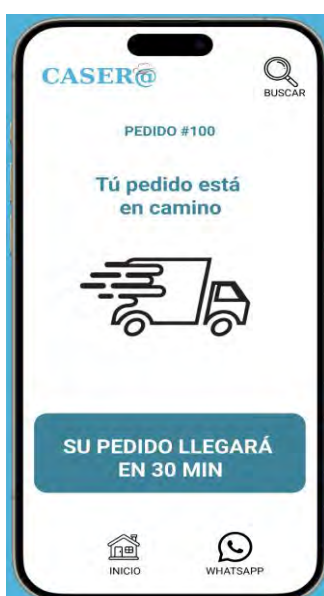 CASER@
BUSCAR
PEDIDO #100
Tú pedido está
en camino
SU PEDIDO LLEGARÁ
EN 30 MIN
INICIO
WHATSAPP